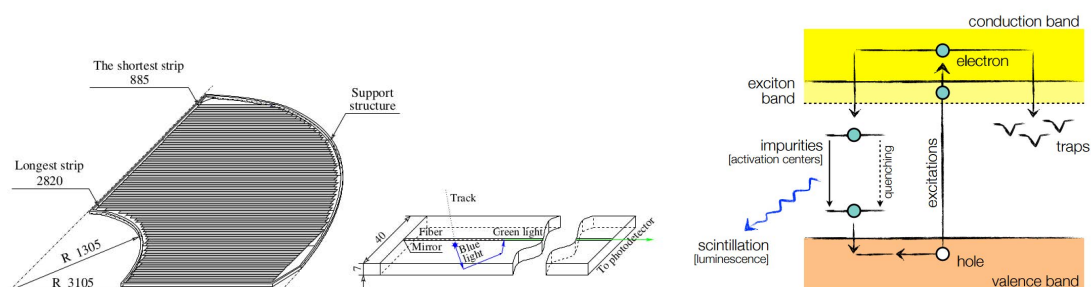 The shortest strip
885
Support
structure
Longest strip
2820
R 1305
R 3105
Track
Fiber
Green light
Mirror
Blue
light
40
7
To photodetector
conduction band
electron
exciton
band
impurities
[activation centers]
quenching
excitations
traps
scintillation
[luminescence]
hole
valence band